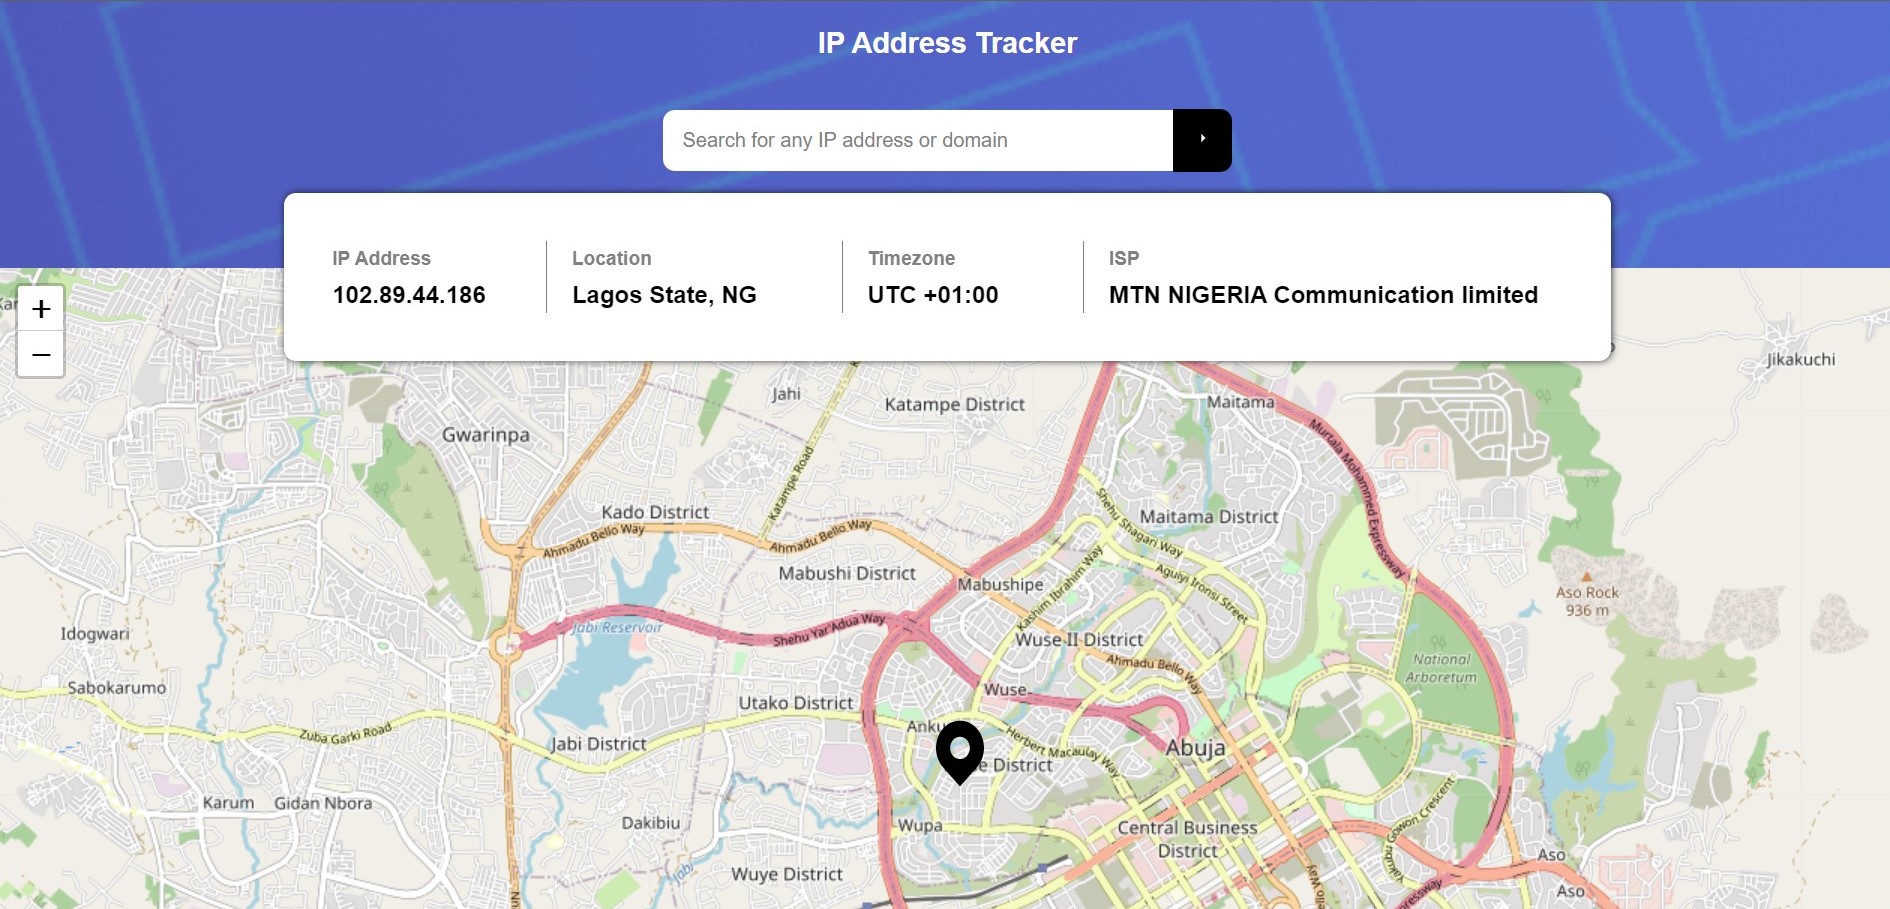 IP Address Tracker
Search for any IP address or domain
IP Address
102.89.44.186
Location
Lagos State, NG
Timezone
UTC +01:00
ISP
MTN NIGERIA Communication limited
+
−
Jikakuchi
Jahi
Katampe District
Maitama
Gwarinpa
Katampe Road
Murtala Mohammed Expressway
Kado District
Ahmadu Bello Way
Ahmadu Bello Way
Shehu Shagari Way
Maitama District
Mabushi District
Mabushipe
Kashim Ibrahim Way
Aguiyi Ironsi Street
Aso Rock
936 m
Idogwari
Jabi Reservoir
Shehu Yar'Adua Way
Wuse II District
Ahmadu Bello Way
National
Arboretum
Sabokarumo
Utako District
Wuse
Zuba Garki Road
Jabi District
Herbert Macaulay Way
Abuja
District
Karum
Gidan Nbora
Dakibiu
Wupa
Central Business
District
Yakubu Gowon Crescent
Wuye District
Jabi
Aso
Aso